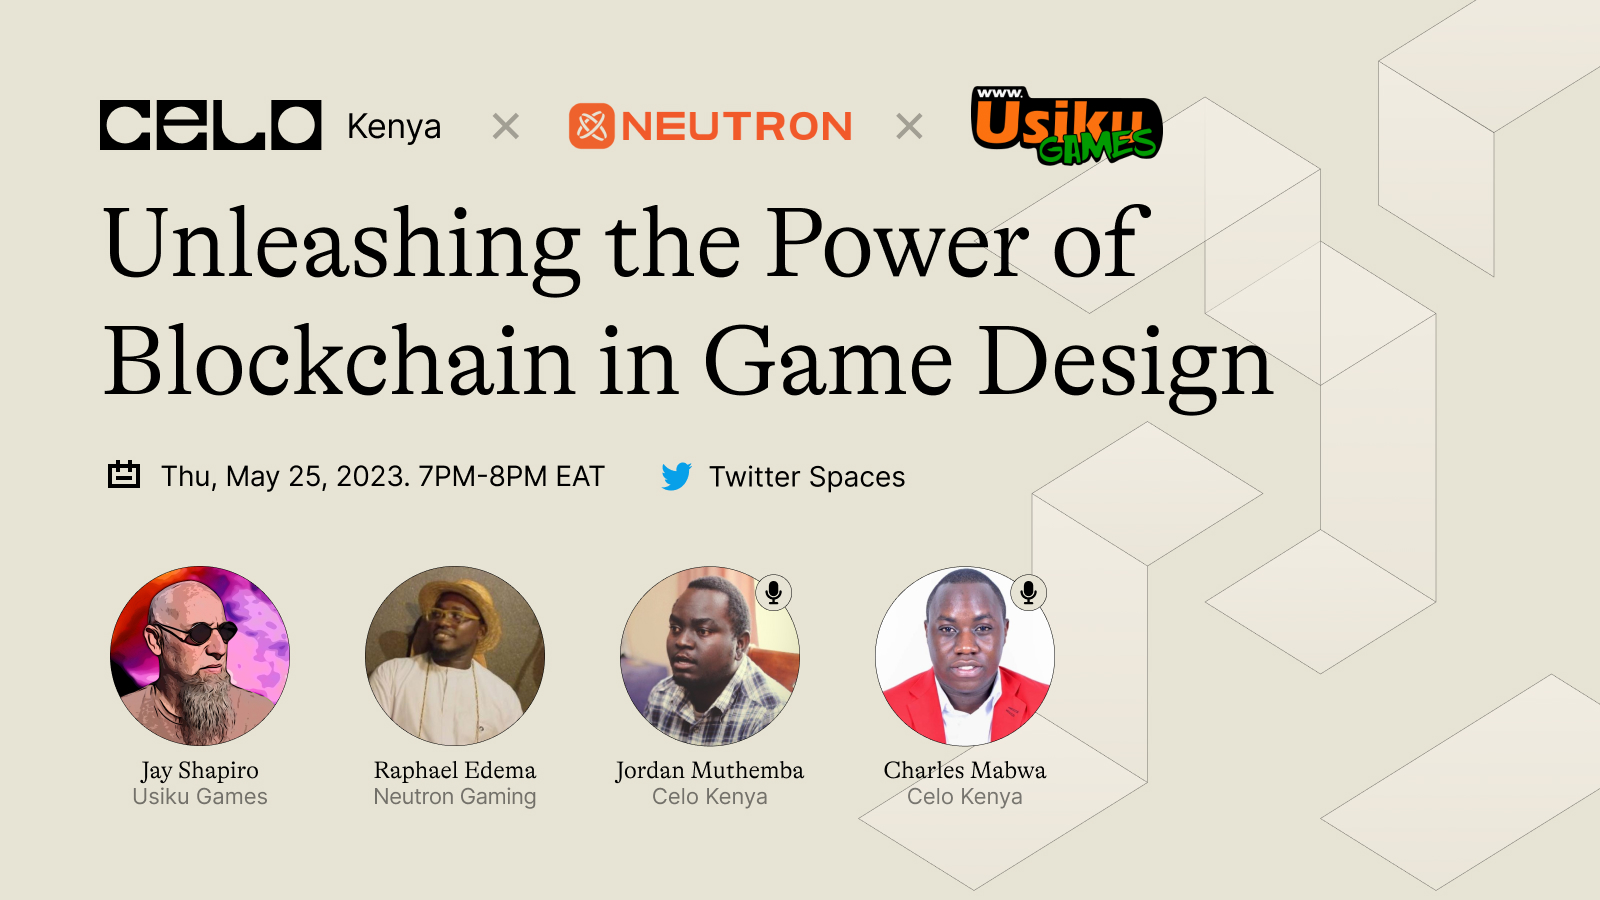 CELO Kenya × NEUTRON × WWW. Usiku GAMES
Unleashing the Power of
Blockchain in Game Design
Thu, May 25, 2023. 7PM-8PM EAT Twitter Spaces
Jay Shapiro Raphael Edema Jordan Muthemba Charles Mabwa
Usiku Games Neutron Gaming Celo Kenya Celo Kenya